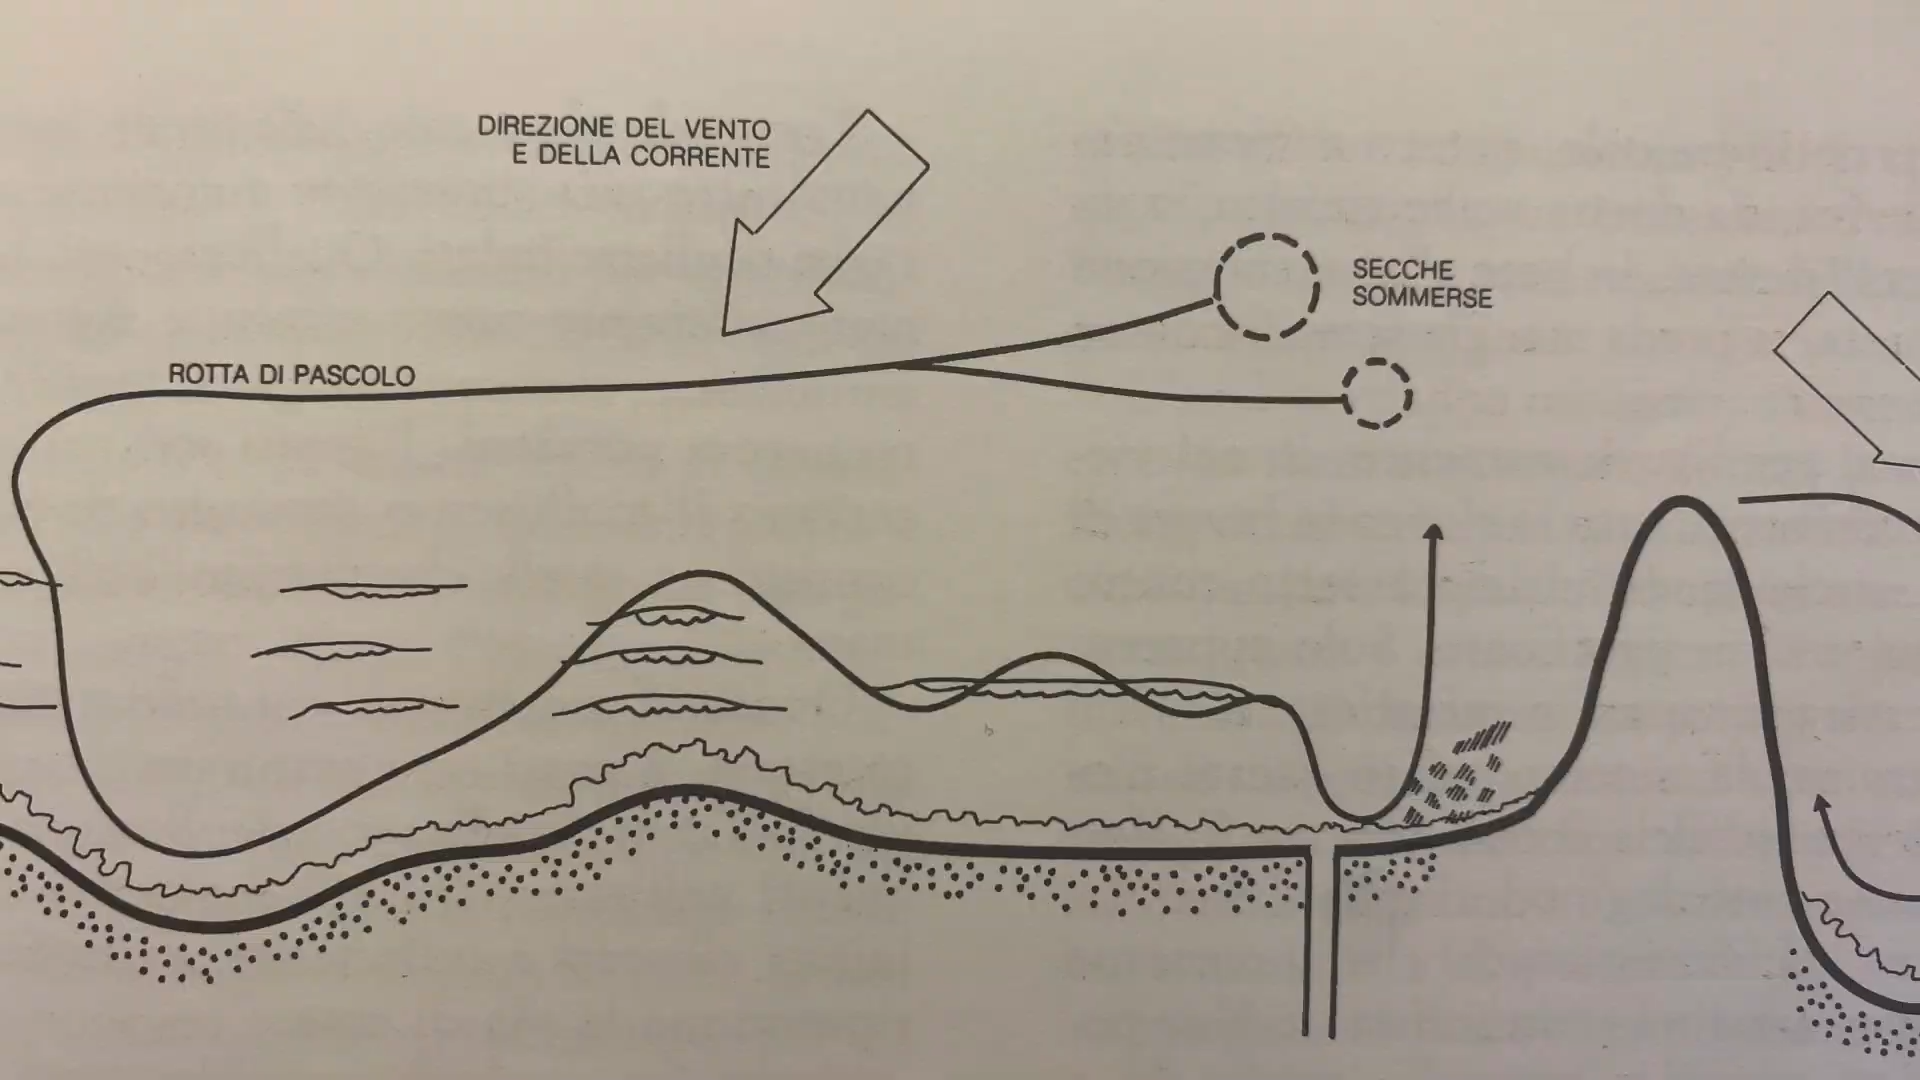 DIREZIONE DEL VENTO
E DELLA CORRENTE
SECCHE
SOMMERSE
ROTTA DI PASCOLO